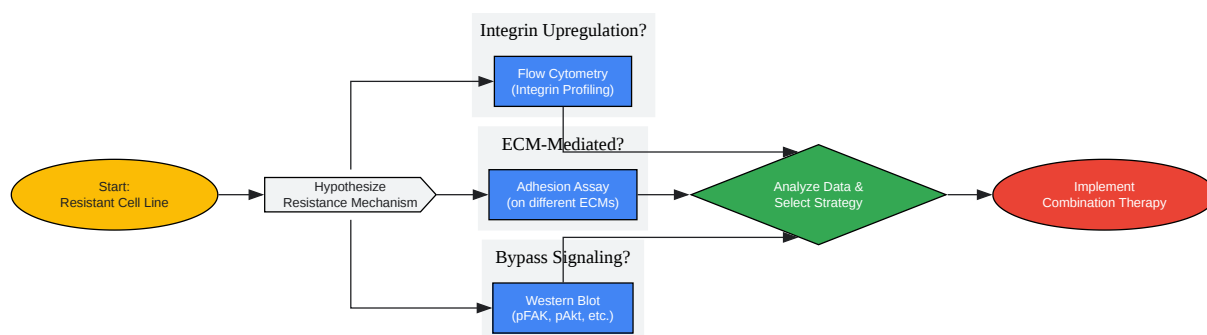 Start:
Resistant Cell Line
Hypothesize
Resistance Mechanism
Integrin Upregulation?
Flow Cytometry
(Integrin Profiling)
ECM-Mediated?
Adhesion Assay
(on different ECMs)
Bypass Signaling?
Western Blot
(pFAK, pAkt, etc.)
Analyze Data &
Select Strategy
Implement
Combination Therapy